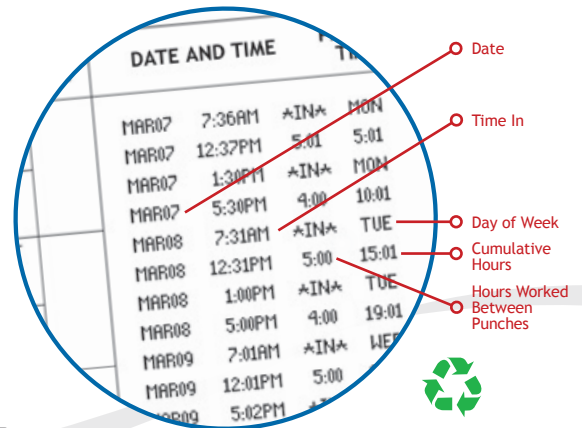 DATE AND TIME
MAR07 7:36AM *IN* MON
MAR07 12:37PM 5:01 5:01
MAR07 1:30PM *IN* MON
MAR07 5:30PM 4:00 10:01
MAR08 7:31AM *IN* TUE
MAR08 12:31PM 5:00 15:01
MAR08 1:00PM *IN* TUE
MAR08 5:00PM 4:00 19:01
MAR09 7:01AM *IN*
MAR09 12:01PM 5:00
5:02PM
Date
Time In
Day of Week
Cumulative
Hours
Hours Worked
Between
Punches